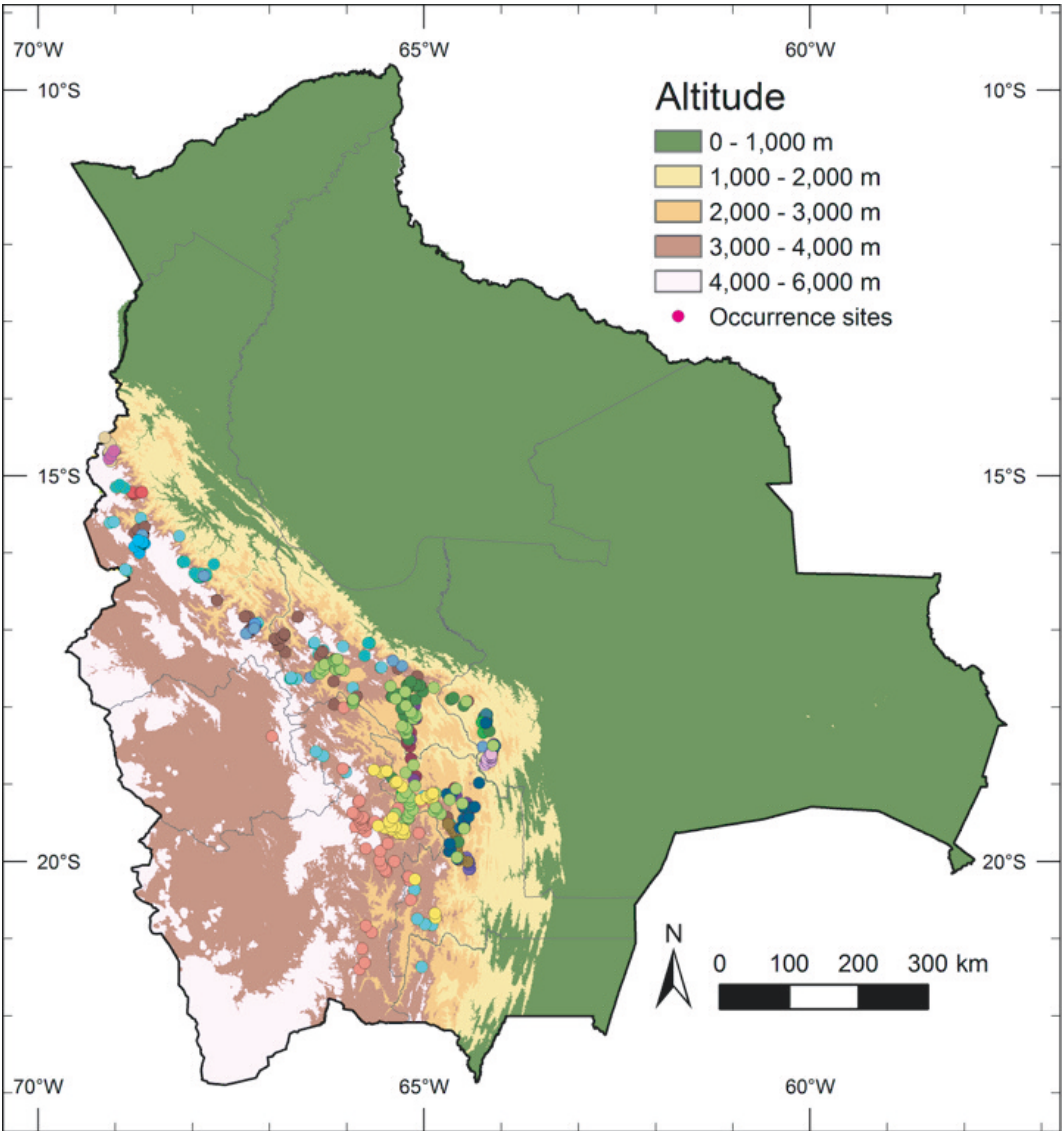 70°W 65°W 60°W
10°S 10°S
Altitude
0 - 1,000 m
1,000 - 2,000 m
2,000 - 3,000 m
3,000 - 4,000 m
4,000 - 6,000 m
Occurrence sites
15°S 15°S
20°S 20°S
N
0 100 200 300 km
70°W 65°W 60°W